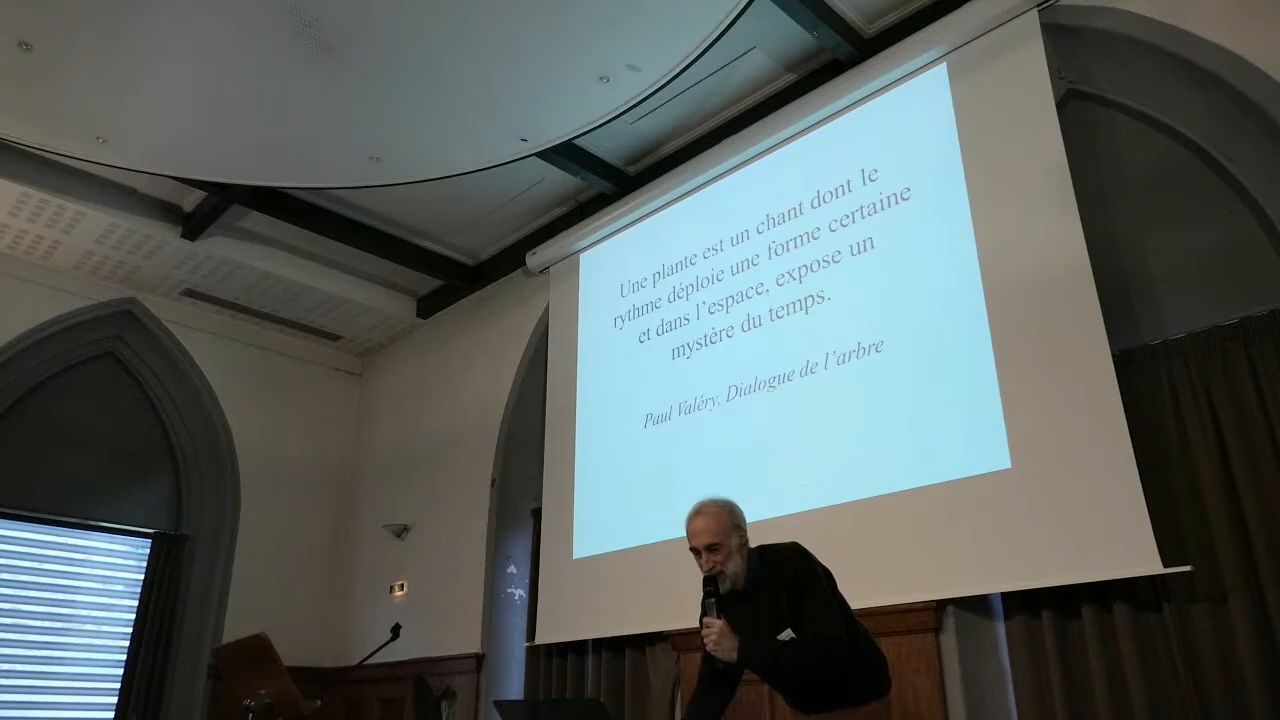 Une plante est un chant dont le
rythme déploie une forme certaine
et dans l’espace, expose un
mystère du temps.
Paul Valéry, Dialogue de l’arbre